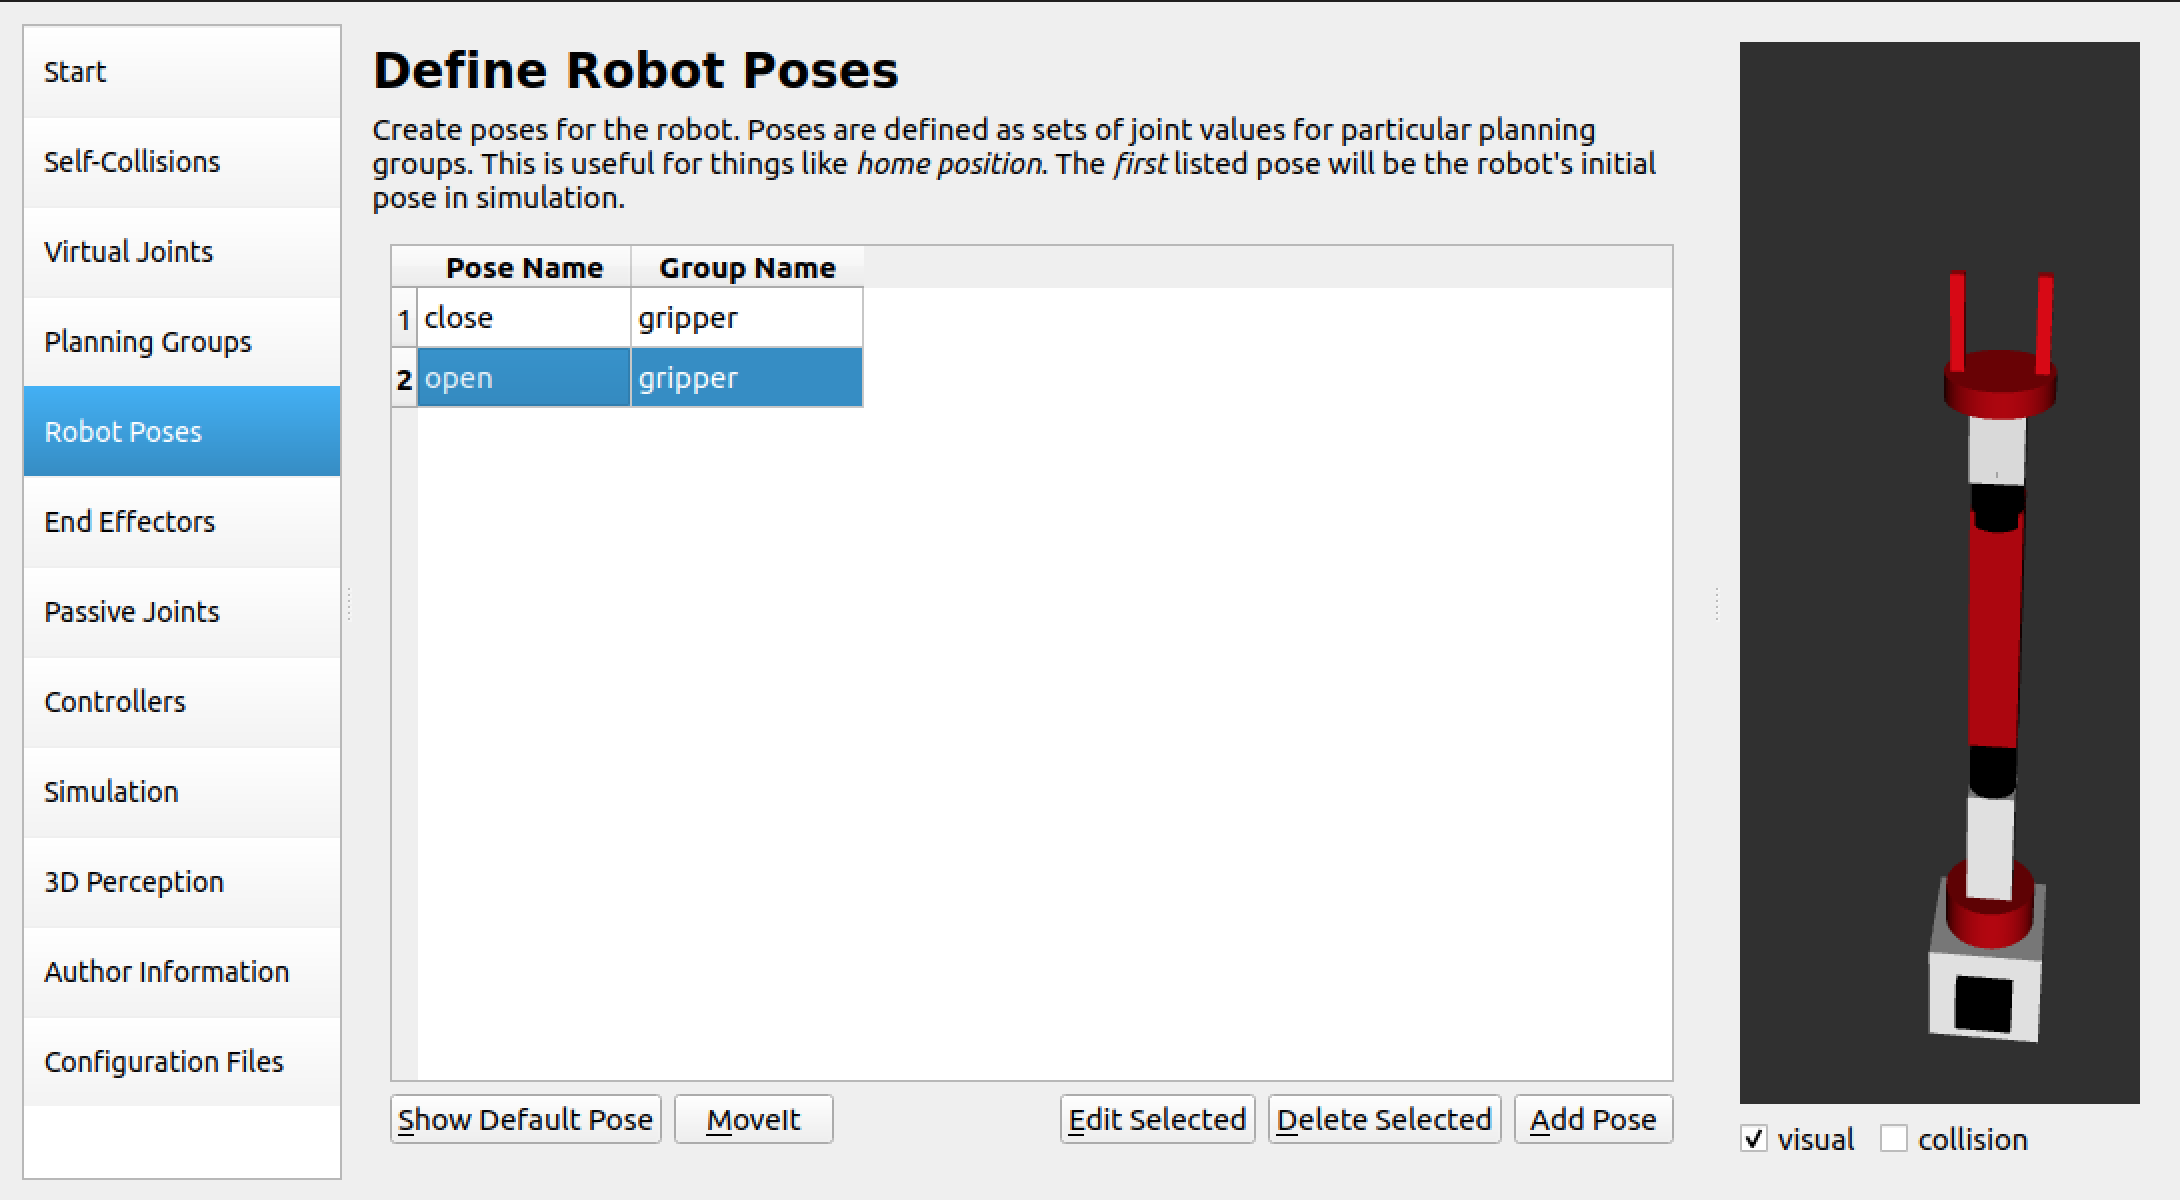 Start
Self-Collisions
Virtual Joints
Planning Groups
Robot Poses
End Effectors
Passive Joints
Controllers
Simulation
3D Perception
Author Information
Configuration Files
Define Robot Poses
Create poses for the robot. Poses are defined as sets of joint values for particular planning
groups. This is useful for things like home position. The first listed pose will be the robot's initial
pose in simulation.
Pose Name Group Name
1 close gripper
2 open gripper
Show Default Pose MoveIt Edit Selected Delete Selected Add Pose
visual collision